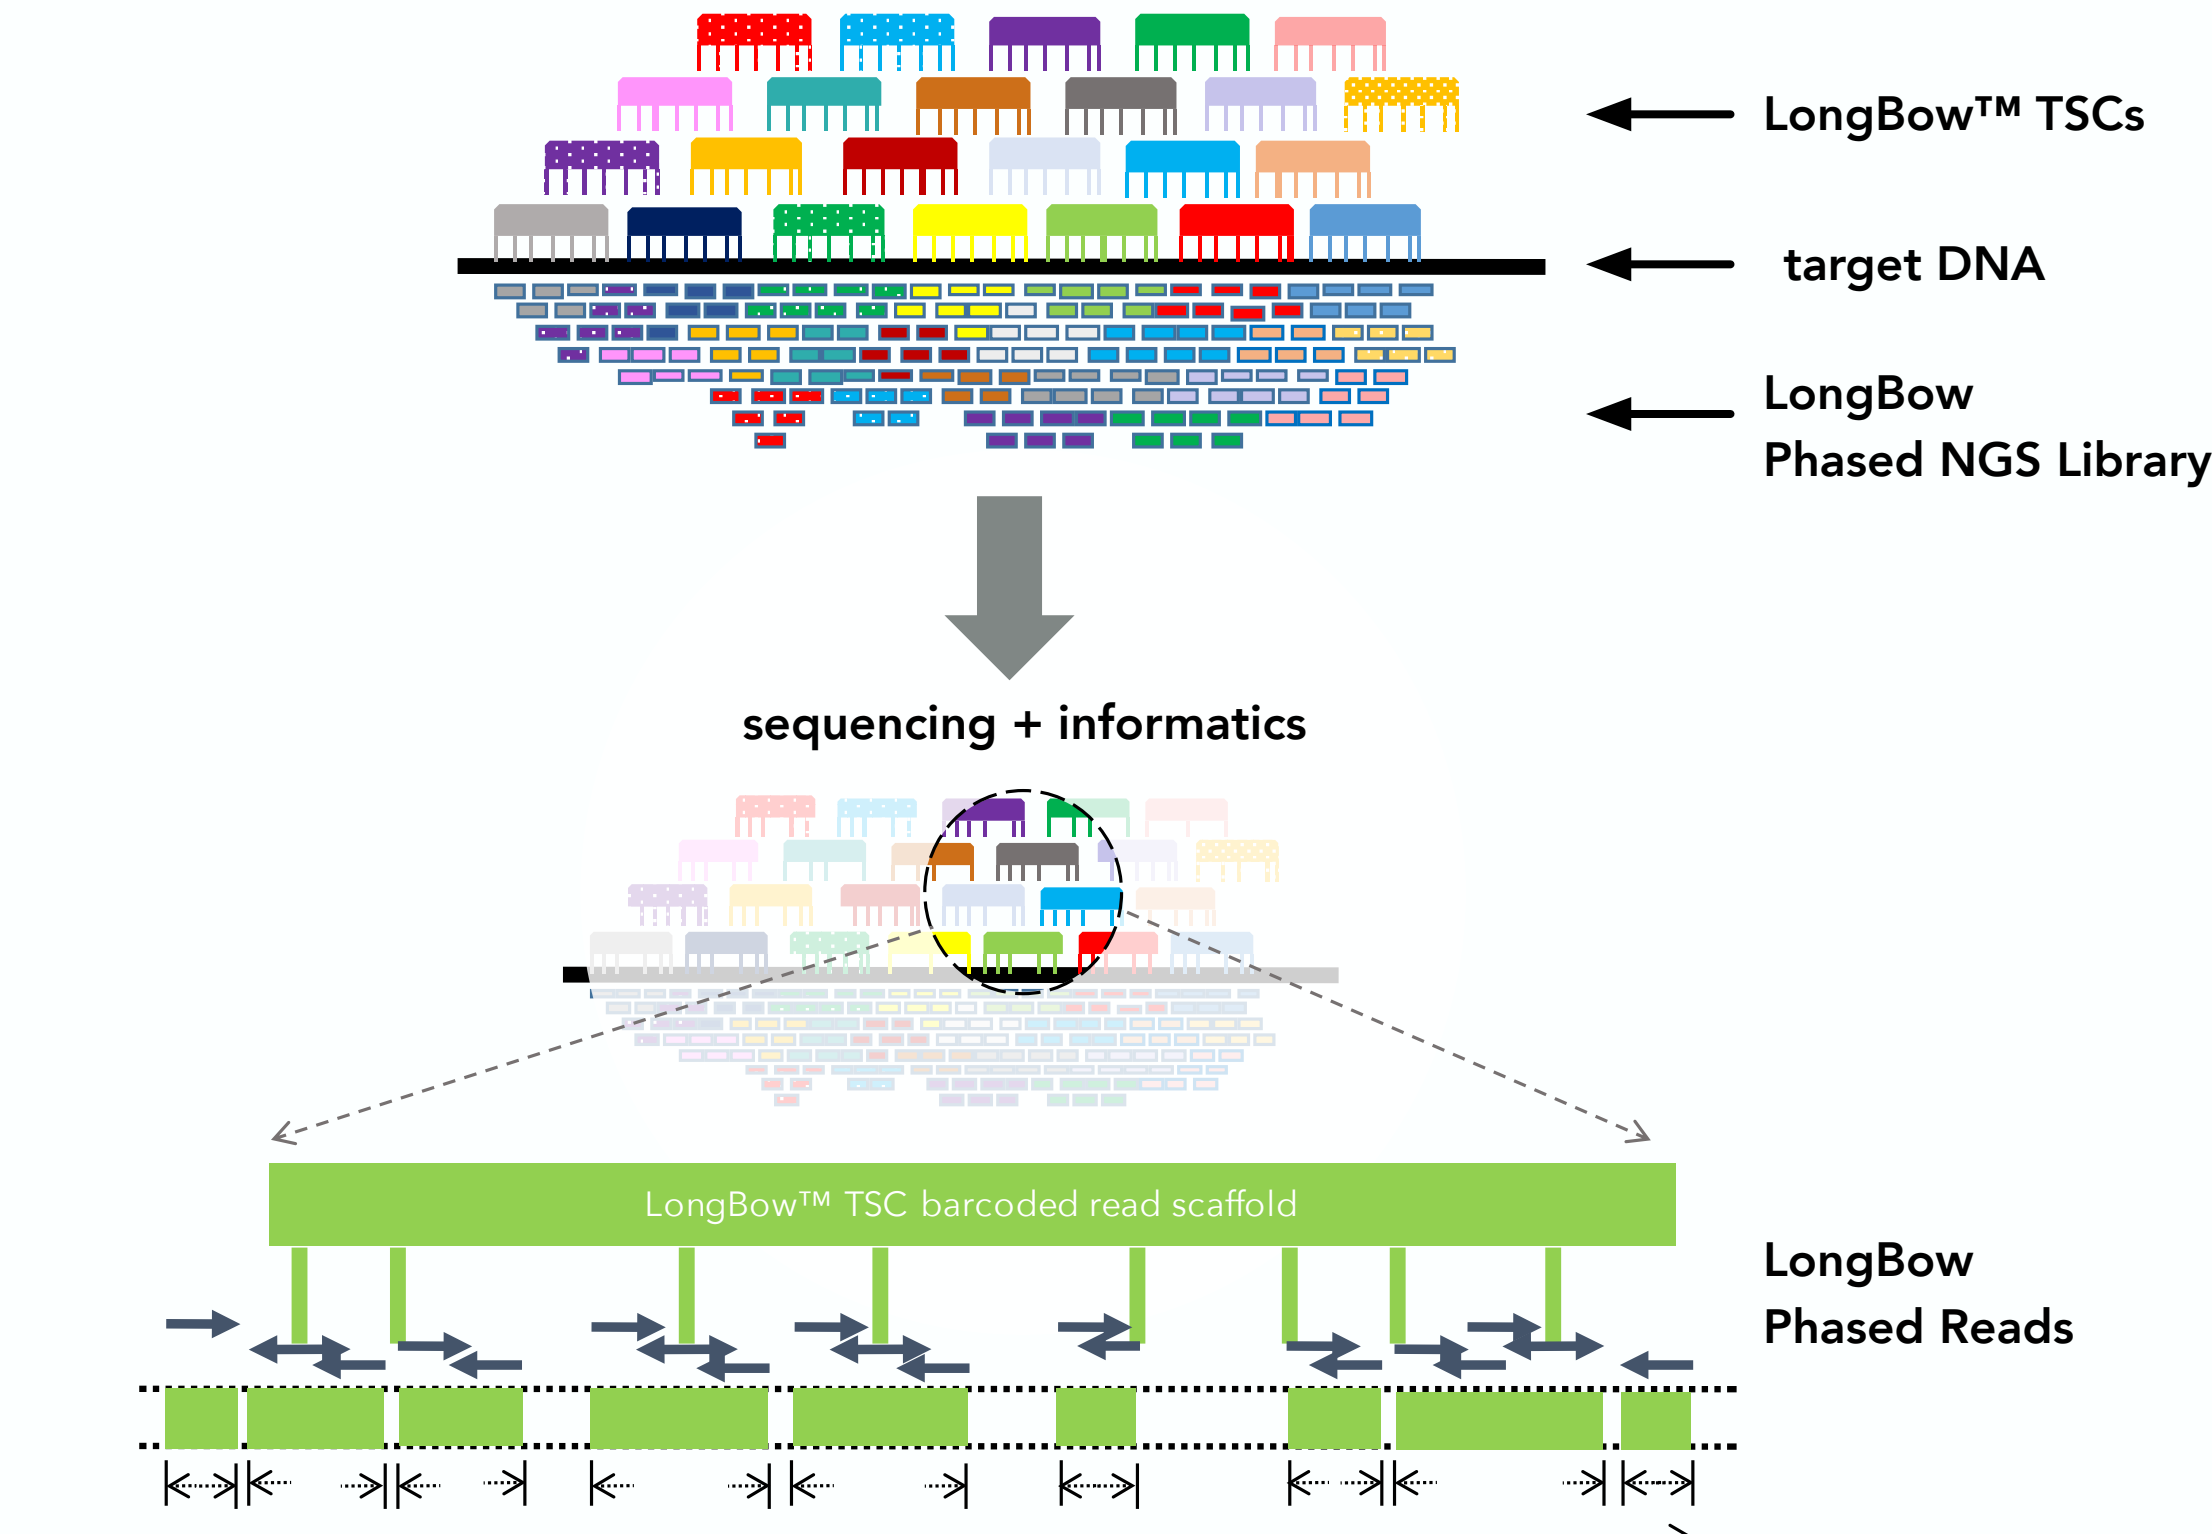 LongBow™ TSCs
target DNA
LongBow
Phased NGS Library
sequencing + informatics
LongBow™ TSC barcoded read scaffold
LongBow
Phased Reads